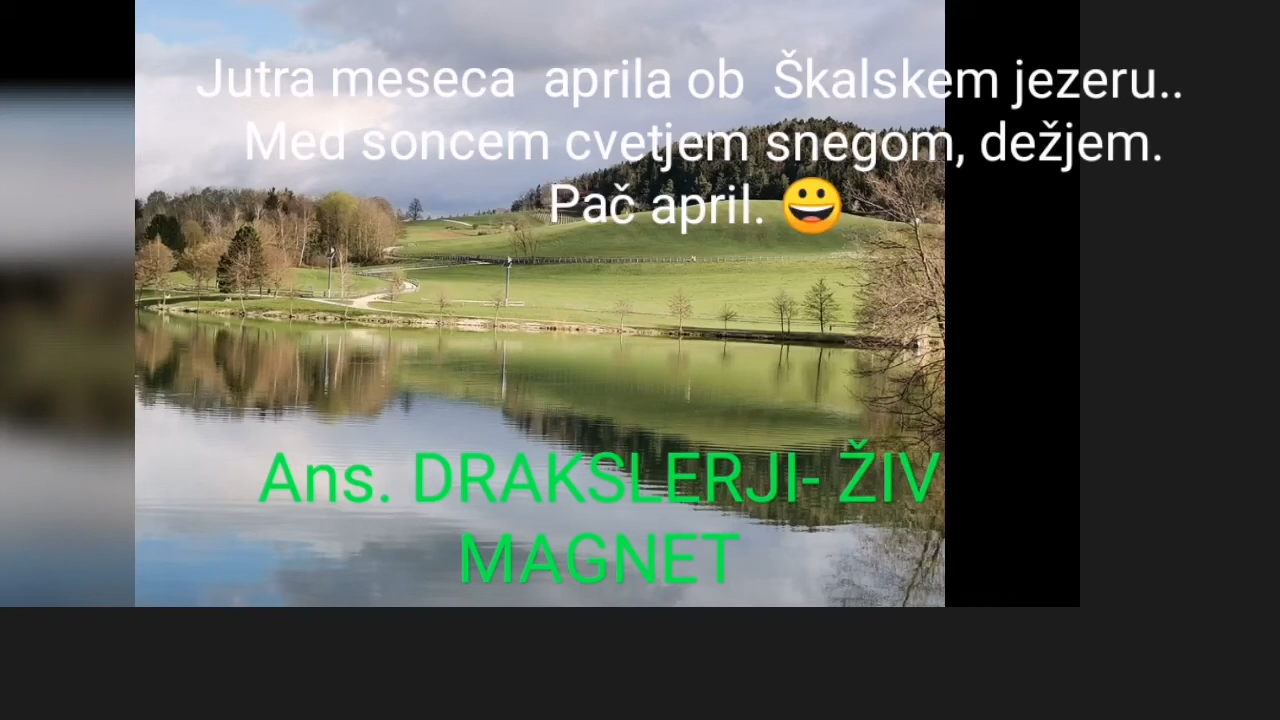 Jutra meseca aprila ob Škalskem jezeru..
Med soncem cvetjem snegom, dežjem.
Pač april. 😀
Ans. DRAKSLERJI- ŽIV
MAGNET